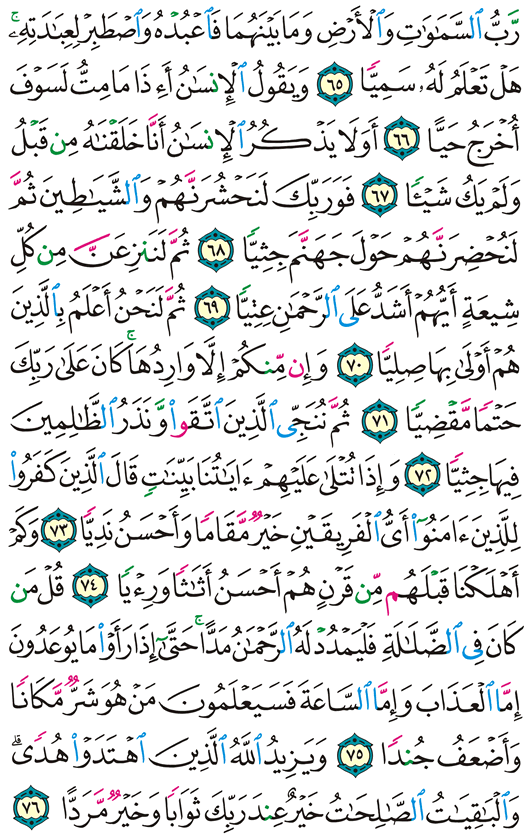 رَّبُّ ٱلسَّمَٰوَٰتِ وَٱلْأَرْضِ وَمَا بَيْنَهُمَا فَٱعْبُدْهُ وَٱصْطَبِرْ لِعِبَٰدَتِهِۦۚ
هَلْ تَعْلَمُ لَهُۥ سَمِيًّا ٦٥ وَيَقُولُ ٱلْإِنسَٰنُ أَءِذَا مَا مِتُّ لَسَوْفَ
أُخْرَجُ حَيًّا ٦٦ أَوَلَا يَذْكُرُ ٱلْإِنسَٰنُ أَنَّا خَلَقْنَٰهُ مِن قَبْلُ
وَلَمْ يَكُ شَيْـًٔا ٦٧ فَوَرَبِّكَ لَنَحْشُرَنَّهُمْ وَٱلشَّيَٰطِينَ ثُمَّ
لَنُحْضِرَنَّهُمْ حَوْلَ جَهَنَّمَ جِثِيًّا ٦٨ ثُمَّ لَنَنزِعَنَّ مِن كُلِّ
شِيعَةٍ أَيُّهُمْ أَشَدُّ عَلَى ٱلرَّحْمَٰنِ عِتِيًّا ٦٩ ثُمَّ لَنَحْنُ أَعْلَمُ بِٱلَّذِينَ
هُمْ أَوْلَىٰ بِهَا صِلِيًّا ٧٠ وَإِن مِّنكُمْ إِلَّا وَارِدُهَاۚ كَانَ عَلَىٰ رَبِّكَ
حَتْمًا مَّقْضِيًّا ٧١ ثُمَّ نُنَجِّى ٱلَّذِينَ ٱتَّقَوا۟ وَّنَذَرُ ٱلظَّٰلِمِينَ
فِيهَا جِثِيًّا ٧٢ وَإِذَا تُتْلَىٰ عَلَيْهِمْ ءَايَٰتُنَا بَيِّنَٰتٍ قَالَ ٱلَّذِينَ كَفَرُوا۟
لِلَّذِينَ ءَامَنُوٓا۟ أَىُّ ٱلْفَرِيقَيْنِ خَيْرٌ مَّقَامًا وَأَحْسَنُ نَدِيًّا ٧٣ وَكَمْ
أَهْلَكْنَا قَبْلَهُم مِّن قَرْنٍ هُمْ أَحْسَنُ أَثَٰثًا وَرِءْيًا ٧٤ قُلْ مَن
كَانَ فِى ٱلضَّلَٰلَةِ فَلْيَمْدُدْ لَهُ ٱلرَّحْمَٰنُ مَدًّاۚ حَتَّىٰٓ إِذَا رَأَوْا۟ مَا يُوعَدُونَ
إِمَّا ٱلْعَذَابَ وَإِمَّا ٱلسَّاعَةَ فَسَيَعْلَمُونَ مَنْ هُوَ شَرٌّ مَّكَانًا
وَأَضْعَفُ جُندًا ٧٥ وَيَزِيدُ ٱللَّهُ ٱلَّذِينَ ٱهْتَدَوْا۟ هُدًىۗ
وَٱلْبَٰقِيَٰتُ ٱلصَّٰلِحَٰتُ خَيْرٌ عِندَ رَبِّكَ ثَوَابًا وَخَيْرٌ مَّرَدًّا ٧٦